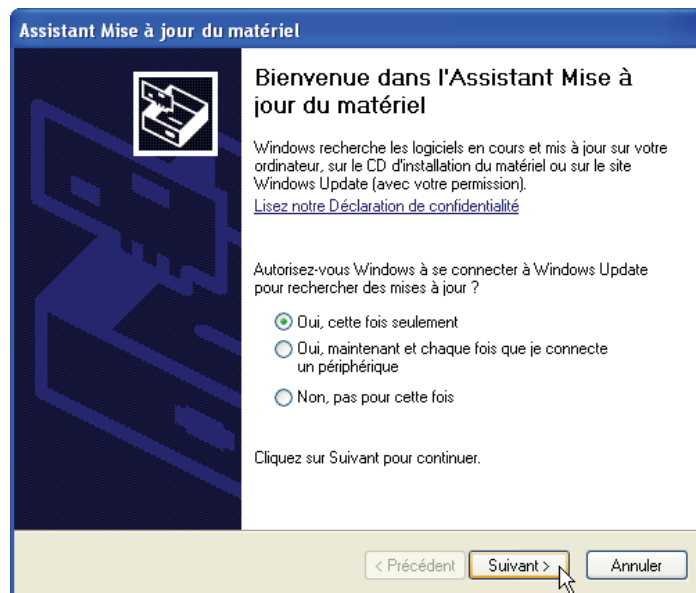 Assistant Mise à jour du matériel
Bienvenue dans l'Assistant Mise à
jour du matériel
Windows recherche les logiciels en cours et mis à jour sur votre
ordinateur, sur le CD d'installation du matériel ou sur le site
Windows Update (avec votre permission).
Lisez notre Déclaration de confidentialité
Autorisez-vous Windows à se connecter à Windows Update
pour rechercher des mises à jour ?
Oui, cette fois seulement
Oui, maintenant et chaque fois que je connecte
un périphérique
Non, pas pour cette fois
Cliquez sur Suivant pour continuer.
< Précédent Suivant > Annuler